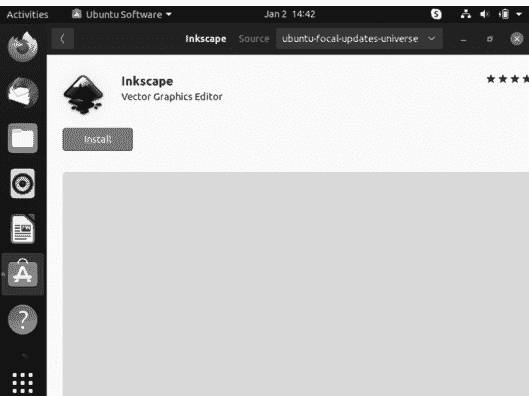 Activities Ubuntu Software Jan 2 14:42
Inkscape Source ubuntu-focal-updates-universe
Inkscape
Vector Graphics Editor
Install